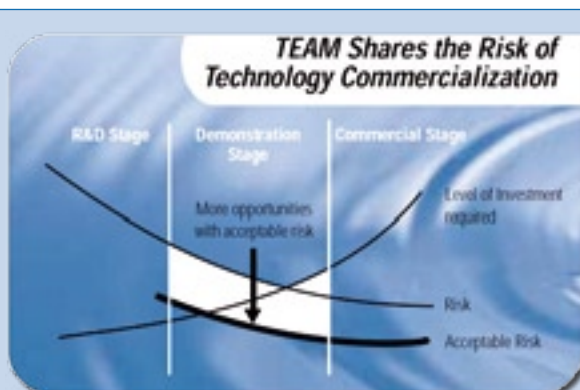 TEAM Shares the Risk of
Technology Commercialization
R&D Stage
Demonstration
Stage
Commercial Stage
More opportunities
with acceptable risk
Level of Investment
required
Risk
Acceptable Risk